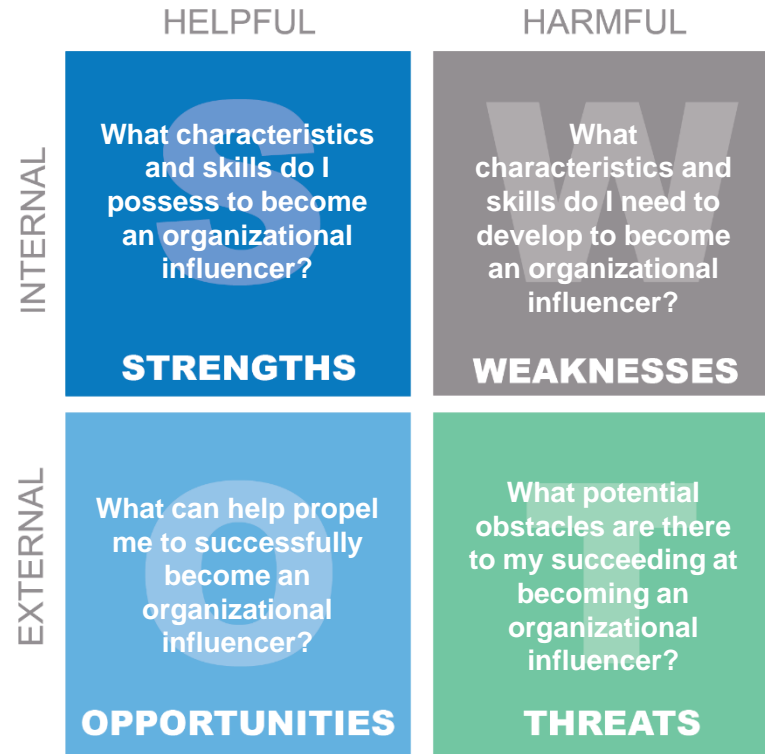 HELPFUL
HARMFUL
INTERNAL
S
What characteristics
and skills do I
possess to become
an organizational
influencer?
STRENGTHS
W
What
characteristics and
skills do I need to
develop to become
an organizational
influencer?
WEAKNESSES
EXTERNAL
O
What can help propel
me to successfully
become an
organizational
influencer?
OPPORTUNITIES
T
What potential
obstacles are there
to my succeeding at
becoming an
organizational
influencer?
THREATS